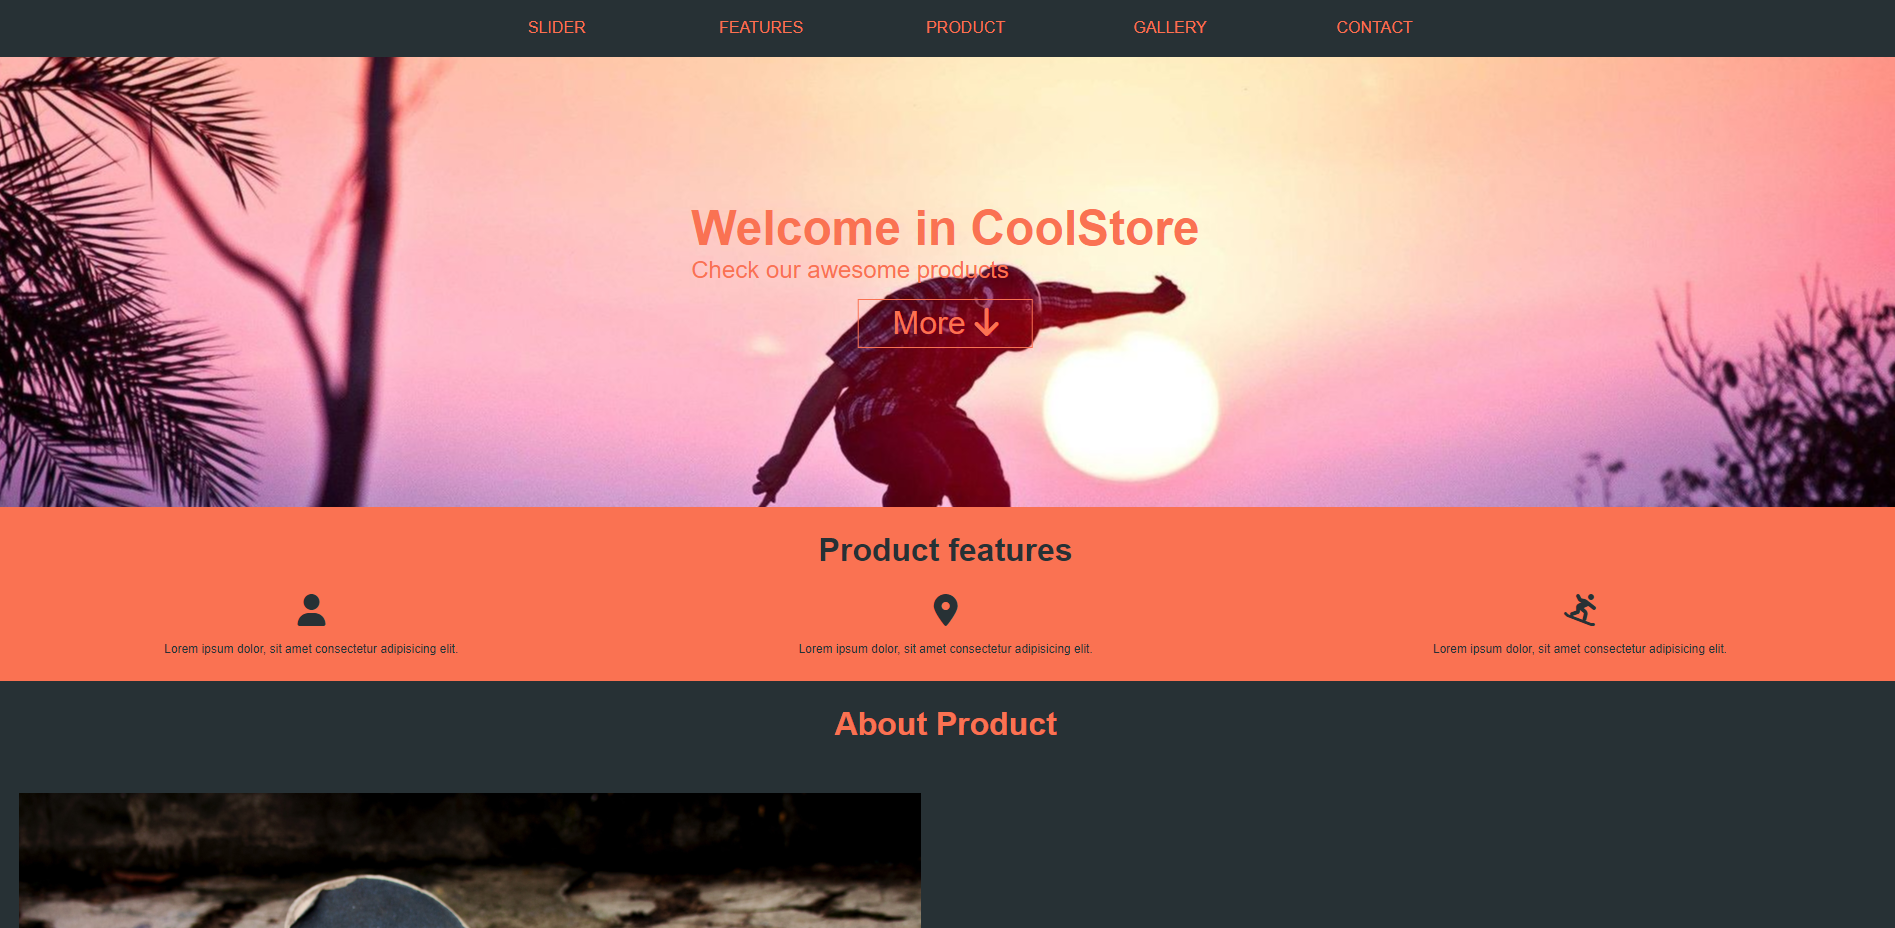 SLIDER FEATURES PRODUCT GALLERY CONTACT
Welcome in CoolStore
Check our awesome products
More
Product features
Lorem ipsum dolor, sit amet consectetur adipisicing elit.
Lorem ipsum dolor, sit amet consectetur adipisicing elit.
Lorem ipsum dolor, sit amet consectetur adipisicing elit.
About Product